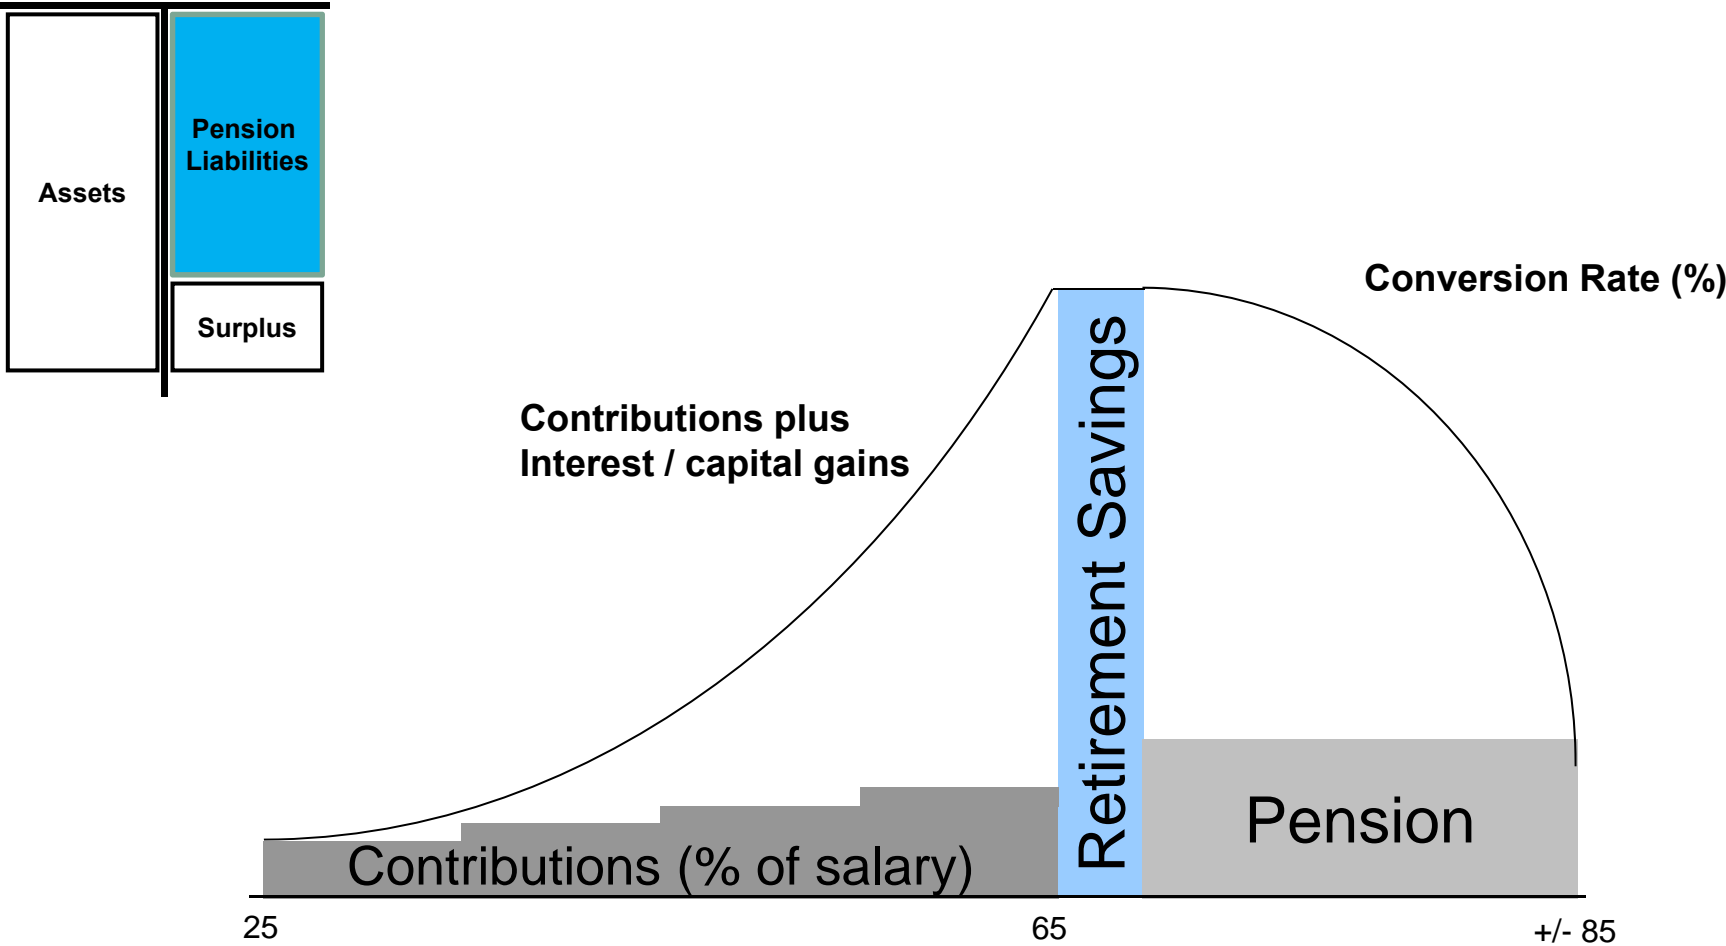 Pension
Liabilities
Assets
Surplus
Conversion Rate (%)
Contributions plus
Interest / capital gains
Retirement Savings
Pension
Contributions (% of salary)
25
65
+/- 85